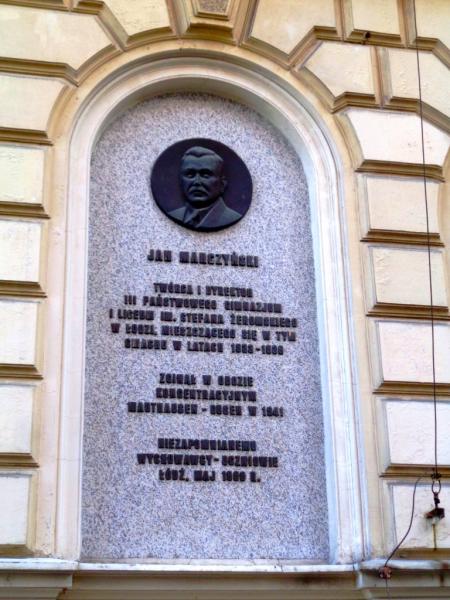 JAN MARCZYŃSKI
TWÓRCA I DYREKTOR
III PAŃSTWOWEGO GIMNAZJUM
I LICEUM IM. STEFANA ŻEROMSKIEGO
W ŁODZI, MIESZCZĄCEGO SIĘ W TYM
GMACHU W LATACH
ZGINĄŁ W OBOZIE
KONCENTRACYJNYM
MAUTHAUSEN - GUSEN W 1941
NIEZAPOMNIANEMU
WYCHOWAWCY - UCZNIOWIE
ŁÓDŹ, MAJ R.